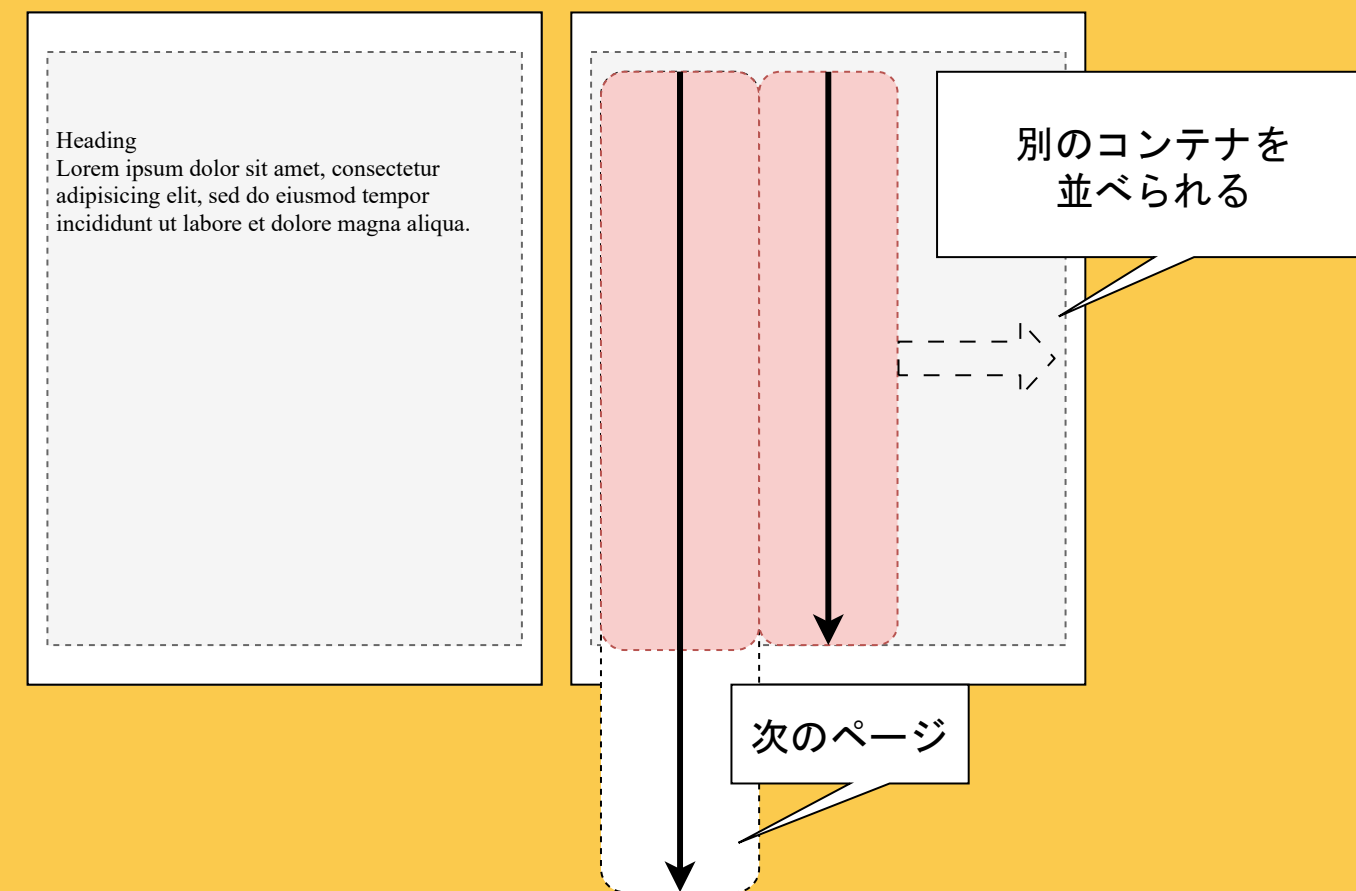 Heading
Lorem ipsum dolor sit amet, consectetur
adipisicing elit, sed do eiusmod tempor
incididunt ut labore et dolore magna aliqua.
別のコンテナを
並べられる
次のページ